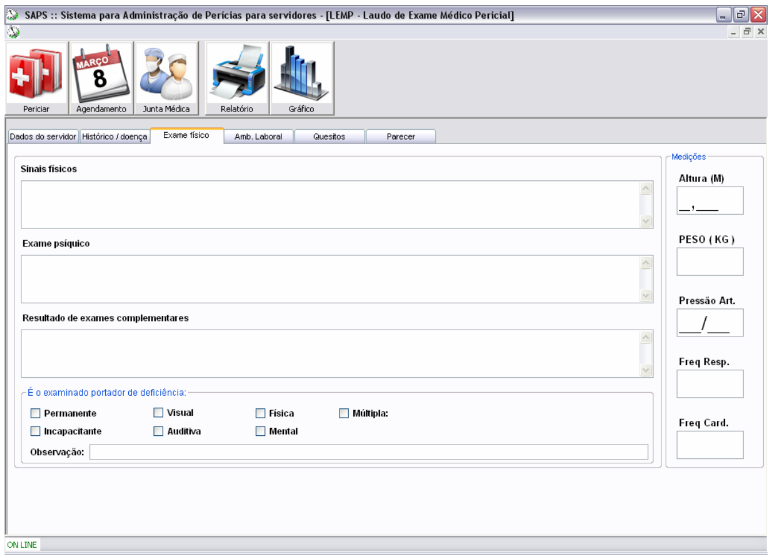 SAPS :: Sistema para Administração de Perícias para servidores - [LEMP - Laudo de Exame Médico Pericial]
MARÇO
8
Periciar Agendamento Junta Médica Relatório Gráfico
Dados do servidor Histórico / doença Exame físico Amb. Laboral Quesitos Parecer
Sinais físicos
Exame psíquico
Resultado de exames complementares
É o examinado portador de deficiência:
Permanente Visual Física Múltipla:
Incapacitante Auditiva Mental
Observação:
Medições
Altura (M)
__,___
PESO ( KG )
Pressão Art.
___/___
Freq Resp.
Freq Card.
ON LINE